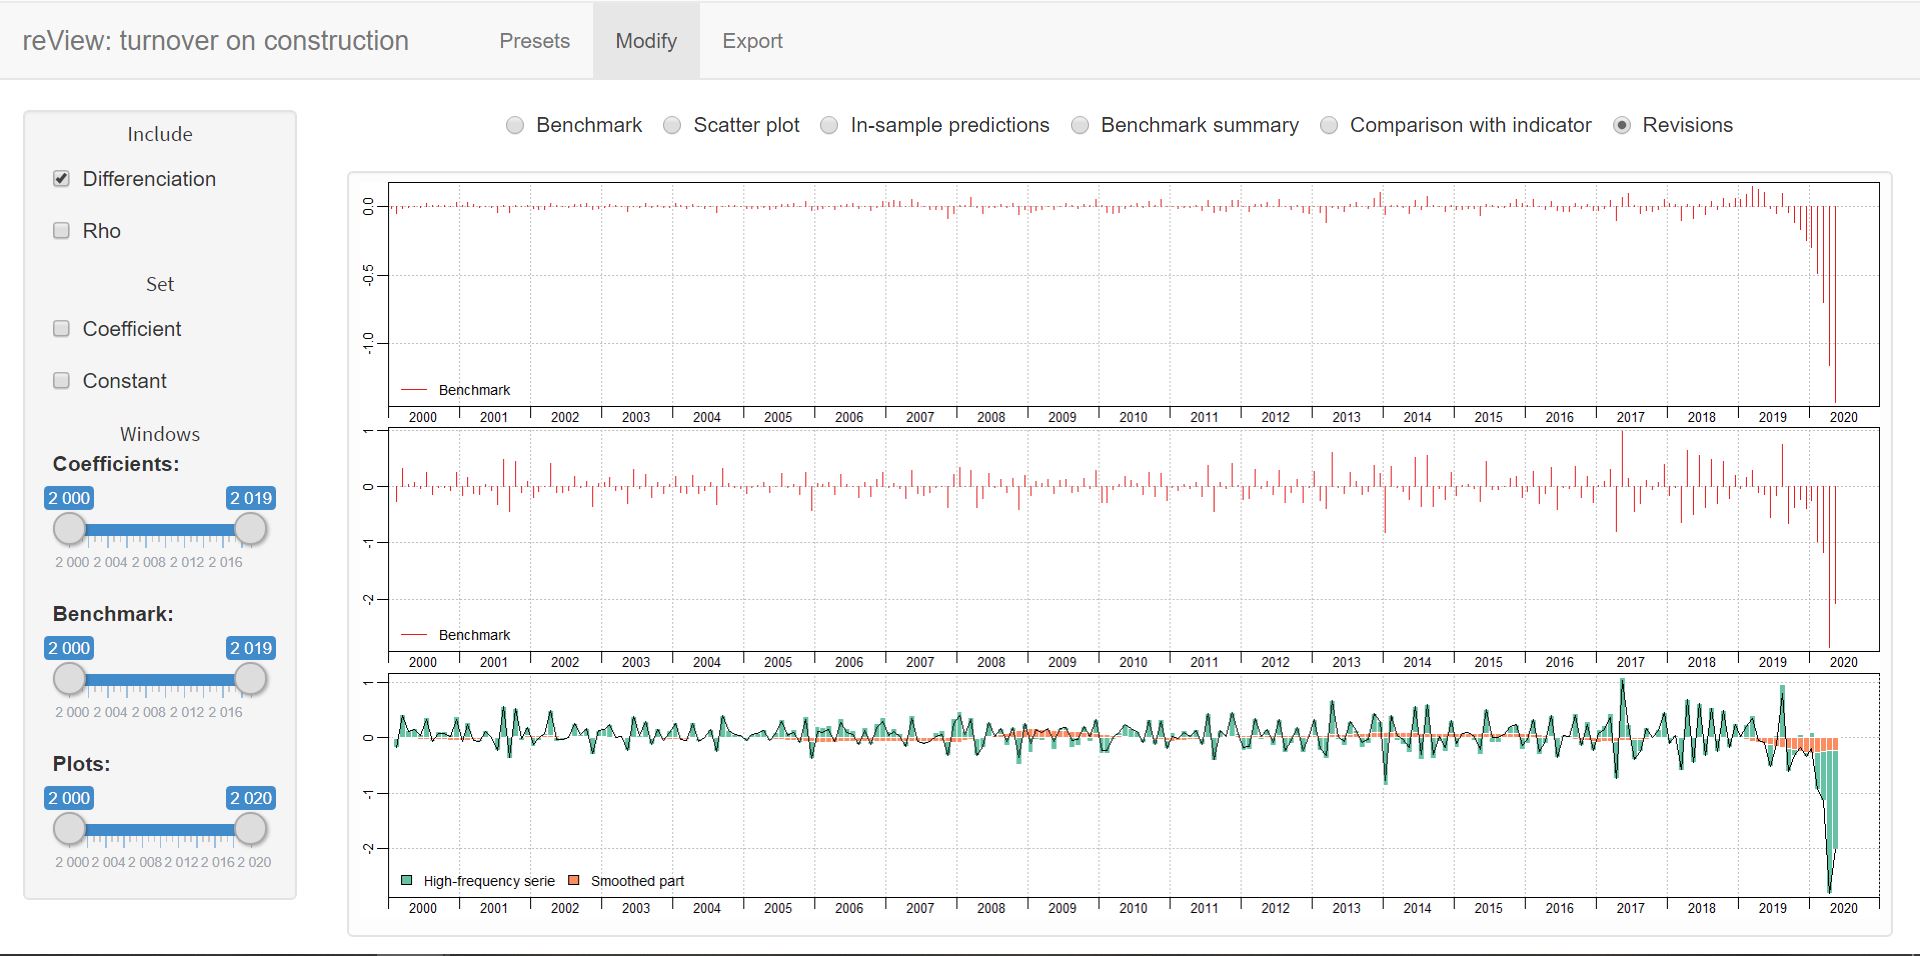 reView: turnover on construction Presets Modify Export
Include
Differenciation
Rho
Set
Coefficient
Constant
Windows
Coefficients:
2 000 2 019
2 000 2 004 2 008 2 012 2 016
Benchmark:
2 000 2 019
2 000 2 004 2 008 2 012 2 016
Plots:
2 000 2 020
2 000 2 004 2 008 2 012 2 016 2 020
Benchmark Scatter plot In-sample predictions Benchmark summary Comparison with indicator Revisions
0.0
-0.5
-1.0
Benchmark
2000 2001 2002 2003 2004 2005 2006 2007 2008 2009 2010 2011 2012 2013 2014 2015 2016 2017 2018 2019 2020
1
0
-1
-2
Benchmark
2000 2001 2002 2003 2004 2005 2006 2007 2008 2009 2010 2011 2012 2013 2014 2015 2016 2017 2018 2019 2020
1
0
-1
-2
High-frequency serie Smoothed part
2000 2001 2002 2003 2004 2005 2006 2007 2008 2009 2010 2011 2012 2013 2014 2015 2016 2017 2018 2019 2020